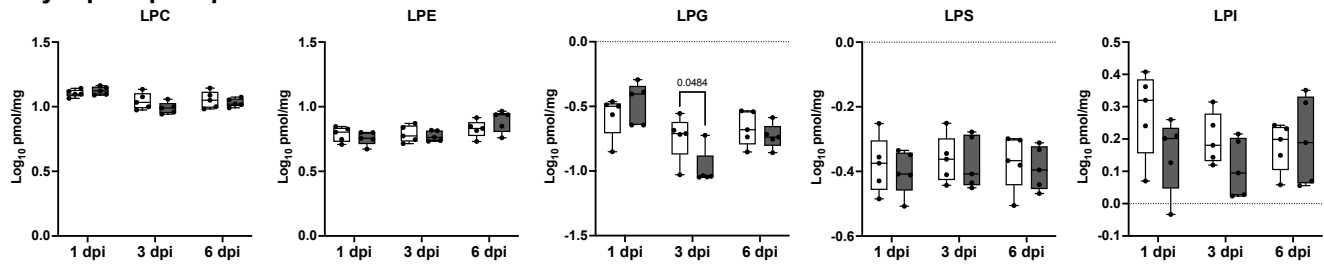 LPC
LPE
LPG
LPS
LPI
Log10 pmol/mg
1.5
1.0
0.5
0.0
1 dpi 3 dpi 6 dpi
Log10 pmol/mg
1.5
1.0
0.5
0.0
1 dpi 3 dpi 6 dpi
Log10 pmol/mg
0.0
-0.5
-1.0
-1.5
0.0484
1 dpi 3 dpi 6 dpi
Log10 pmol/mg
0.0
-0.2
-0.4
-0.6
1 dpi 3 dpi 6 dpi
Log10 pmol/mg
0.5
0.4
0.3
0.2
0.1
0.0
-0.1
1 dpi 3 dpi 6 dpi